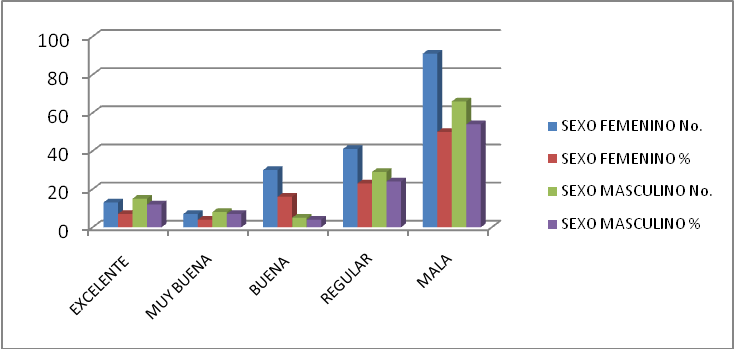 100
80
60
40
20
0
EXCELENTE
MUY BUENA
BUENA
REGULAR
MALA
SEXO FEMENINO No.
SEXO FEMENINO %
SEXO MASCULINO No.
SEXO MASCULINO %